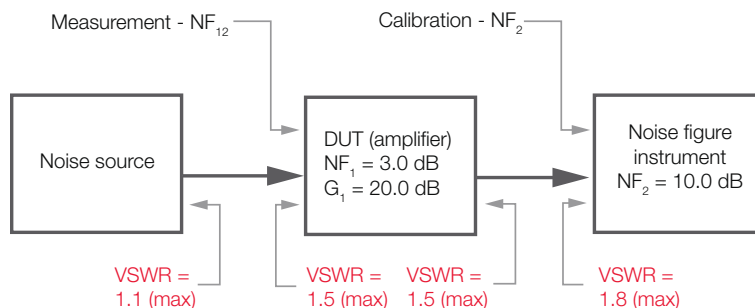 Measurement - NF₁₂
Calibration - NF₂
Noise source
DUT (amplifier)
NF₁ = 3.0 dB
G₁ = 20.0 dB
Noise figure
instrument
NF₂ = 10.0 dB
VSWR =
1.1 (max)
VSWR =
1.5 (max)
VSWR =
1.5 (max)
VSWR =
1.8 (max)